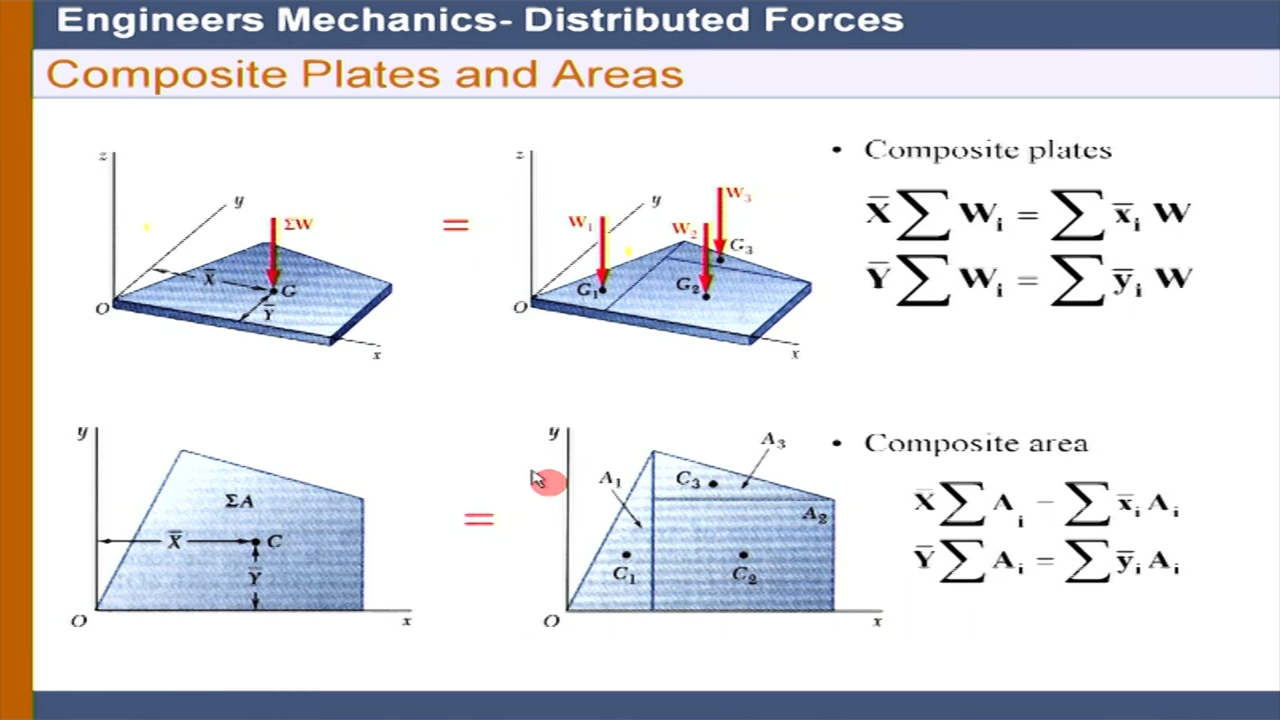 Engineers Mechanics- Distributed Forces
Composite Plates and Areas
z
y
ΣW
X̄
G
Ȳ
O
x
=
z
y
W₁
W₂
W₃
G₁
G₂
G₃
O
x
• Composite plates
X̄ ∑ Wᵢ = ∑ x̄ᵢ W
Ȳ ∑ Wᵢ = ∑ ȳᵢ W
y
ΣA
X̄
C
Ȳ
O
x
=
y
A₁
A₃
C₃
A₂
C₁
C₂
O
x
• Composite area
X̄ ∑ Aᵢ = ∑ x̄ᵢ Aᵢ
Ȳ ∑ Aᵢ = ∑ ȳᵢ Aᵢ